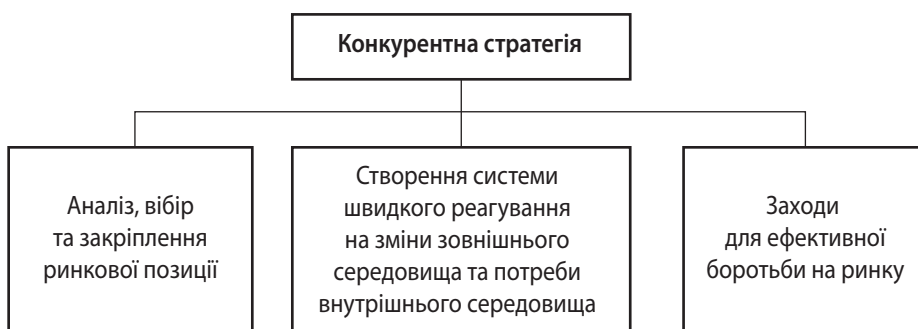 Конкурентна стратегія
Аналіз, вібір
та закріплення
ринкової позиції
Створення системи
швидкого реагування
на зміни зовнішнього
середовища та потреби
внутрішнього середовища
Заходи
для ефективної
боротьби на ринку